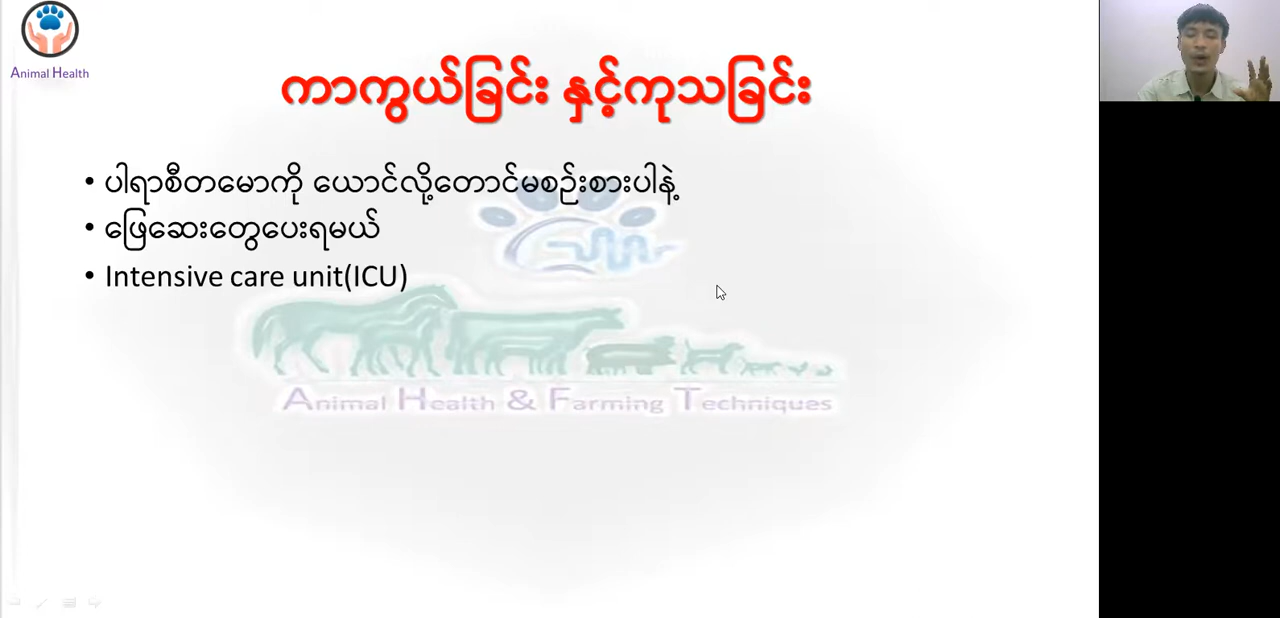 Animal Health
ကာကွယ်ခြင်း နှင့်ကုသခြင်း
• ပါရာစီတမောကို ယောင်လို့တောင်မစဉ်းစားပါနဲ့
• ဖြေဆေးတွေပေးရမယ်
• Intensive care unit(ICU)
Animal Health & Farming Techniques